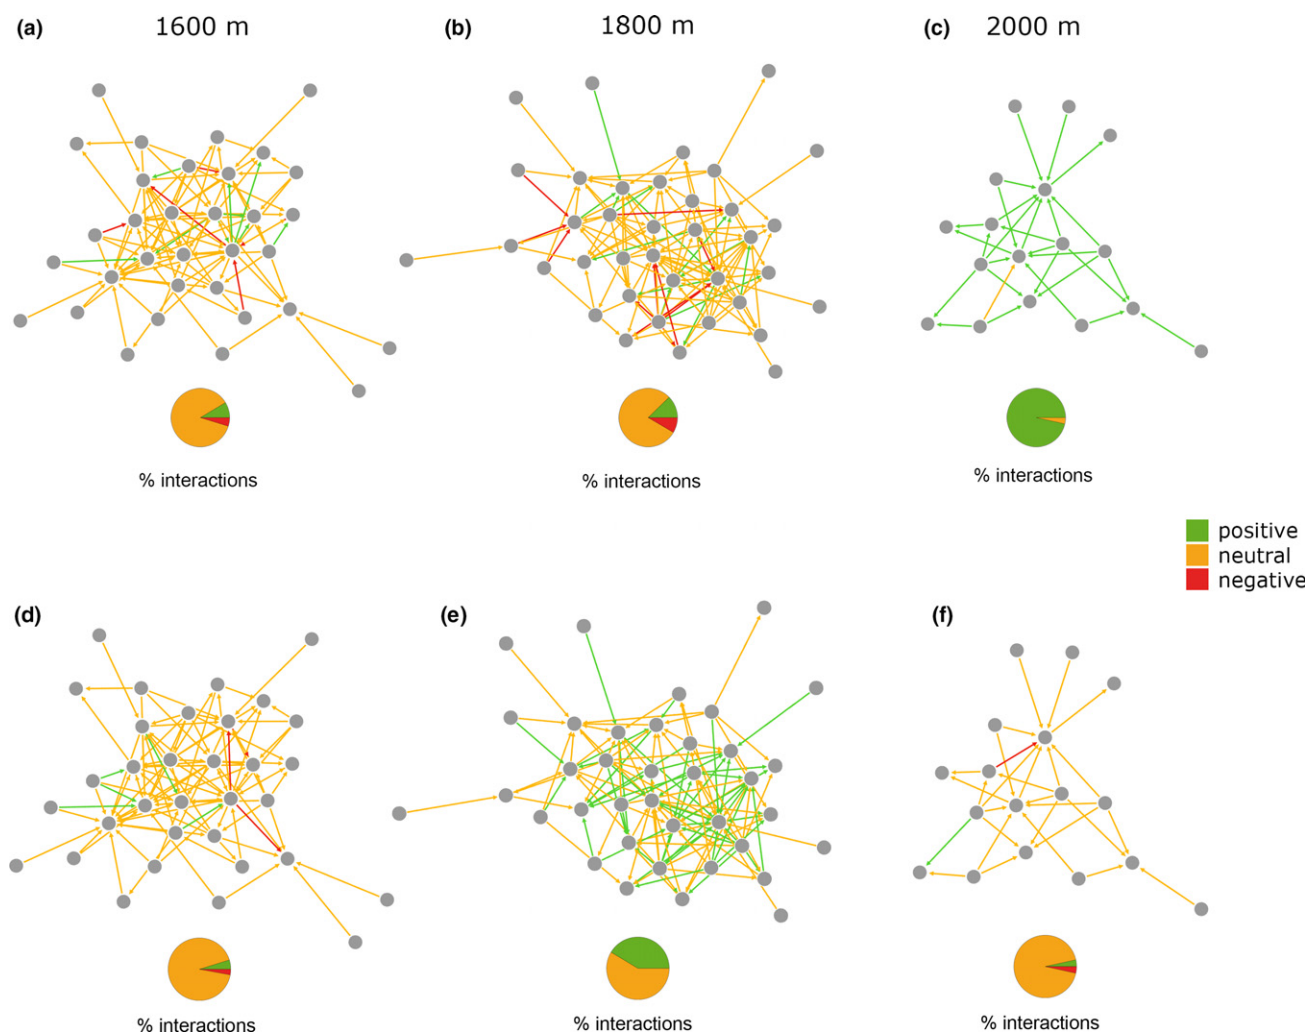 (a) 1600 m
(b) 1800 m
(c) 2000 m
% interactions
% interactions
% interactions
positive
neutral
negative
(d)
(e)
(f)
% interactions
% interactions
% interactions